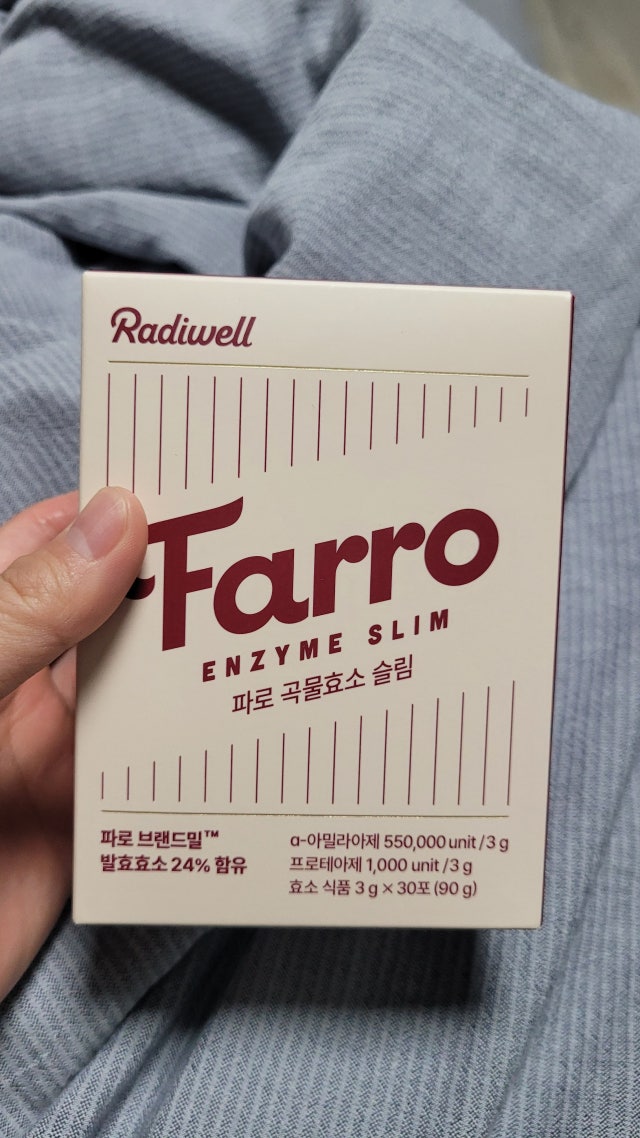 Radiwell
Farro
ENZYME SLIM
파로 곡물효소 슬림
파로 브랜드밀™
발효효소 24% 함유
α-아밀라아제 550,000 unit /3 g
프로테아제 1,000 unit /3 g
효소 식품 3 g × 30포 (90 g)